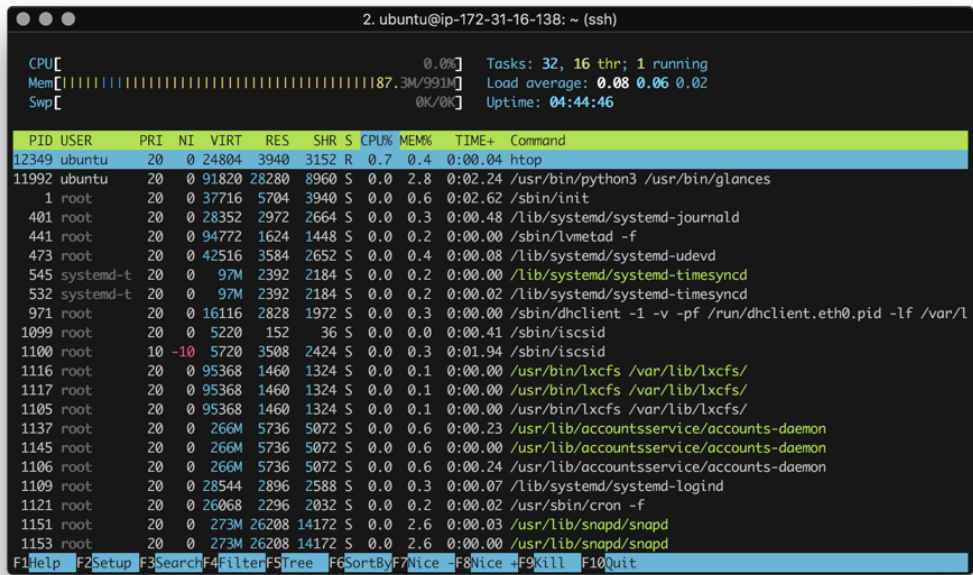 2. ubuntu@ip-172-31-16-138: ~ (ssh)
CPU[ 0.0%] Tasks: 32, 16 thr; 1 running
Mem[||||||||||||||||||||||||||||||||||||||87.3M/991M] Load average: 0.08 0.06 0.02
Swp[ 0K/0K] Uptime: 04:44:46
PID USER PRI NI VIRT RES SHR S CPU% MEM% TIME+ Command
12349 ubuntu 20 0 24804 3940 3152 R 0.7 0.4 0:00.04 htop
11992 ubuntu 20 0 91820 28280 8960 S 0.0 2.8 0:02.24 /usr/bin/python3 /usr/bin/glances
1 root 20 0 37716 5704 3940 S 0.0 0.6 0:02.62 /sbin/init
401 root 20 0 28352 2972 2664 S 0.0 0.3 0:00.48 /lib/systemd/systemd-journald
441 root 20 0 94772 1624 1448 S 0.0 0.2 0:00.00 /sbin/lvmetad -f
473 root 20 0 42516 3584 2652 S 0.0 0.4 0:00.08 /lib/systemd/systemd-udevd
545 systemd-t 20 0 97M 2392 2184 S 0.0 0.2 0:00.00 /lib/systemd/systemd-timesyncd
532 systemd-t 20 0 97M 2392 2184 S 0.0 0.2 0:00.02 /lib/systemd/systemd-timesyncd
971 root 20 0 16116 2828 1972 S 0.0 0.3 0:00.00 /sbin/dhclient -1 -v -pf /run/dhclient.eth0.pid -lf /var/l
1099 root 20 0 5220 152 36 S 0.0 0.0 0:00.41 /sbin/iscsid
1100 root 10 -10 5720 3508 2424 S 0.0 0.3 0:01.94 /sbin/iscsid
1116 root 20 0 95368 1460 1324 S 0.0 0.1 0:00.00 /usr/bin/lxcfs /var/lib/lxcfs/
1117 root 20 0 95368 1460 1324 S 0.0 0.1 0:00.00 /usr/bin/lxcfs /var/lib/lxcfs/
1105 root 20 0 95368 1460 1324 S 0.0 0.1 0:00.00 /usr/bin/lxcfs /var/lib/lxcfs/
1137 root 20 0 266M 5736 5072 S 0.0 0.6 0:00.23 /usr/lib/accountsservice/accounts-daemon
1145 root 20 0 266M 5736 5072 S 0.0 0.6 0:00.00 /usr/lib/accountsservice/accounts-daemon
1106 root 20 0 266M 5736 5072 S 0.0 0.6 0:00.24 /usr/lib/accountsservice/accounts-daemon
1109 root 20 0 28544 2896 2588 S 0.0 0.3 0:00.07 /lib/systemd/systemd-logind
1121 root 20 0 26068 2296 2032 S 0.0 0.2 0:00.02 /usr/sbin/cron -f
1151 root 20 0 273M 26208 14172 S 0.0 2.6 0:00.03 /usr/lib/snapd/snapd
1153 root 20 0 273M 26208 14172 S 0.0 2.6 0:00.00 /usr/lib/snapd/snapd
F1Help F2Setup F3SearchF4FilterF5Tree F6SortByF7Nice -F8Nice +F9Kill F10Quit